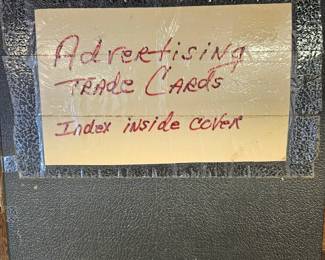 Advertising
TRADE CARDS
Index inside cover